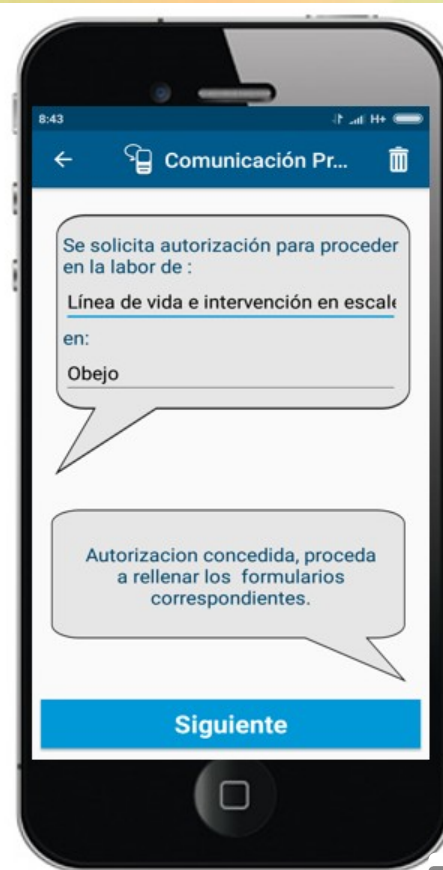 8:43
H+
Comunicación Pr...
Se solicita autorización para proceder
en la labor de :
Línea de vida e intervención en escale
en:
Obejo
Autorizacion concedida, proceda
a rellenar los  formularios
correspondientes.
Siguiente